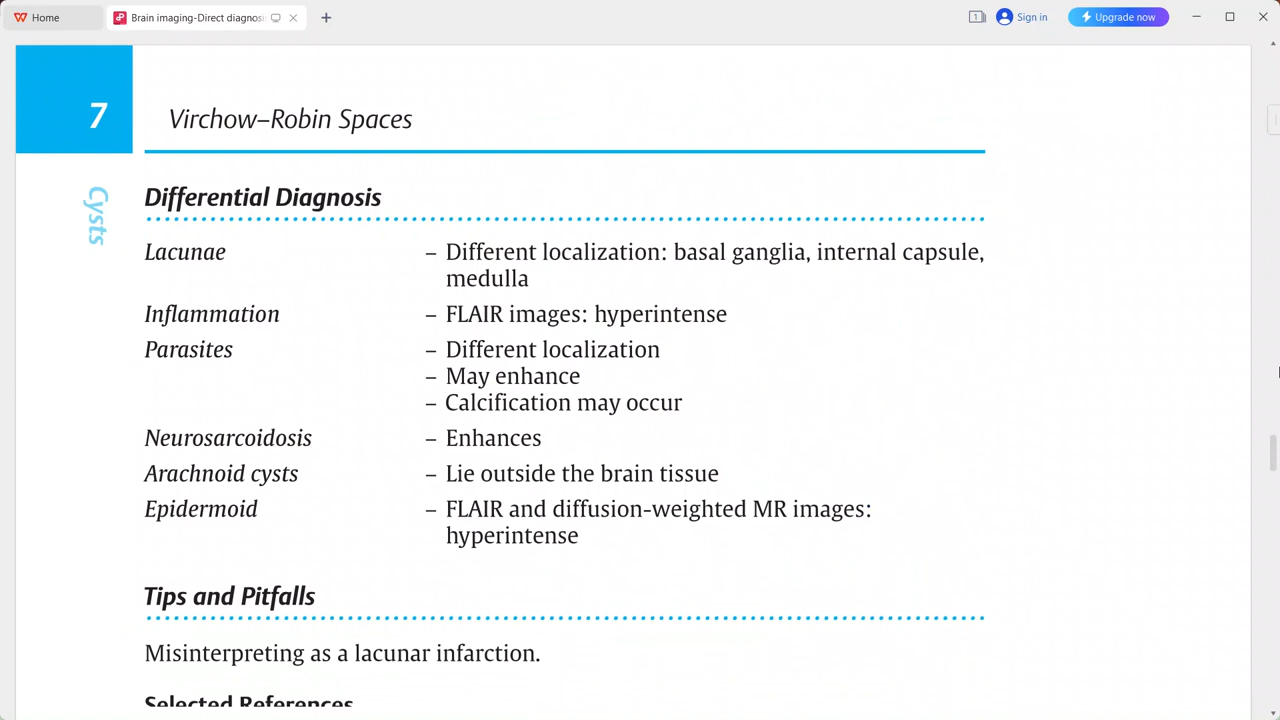 Home
Brain imaging-Direct diagnosi
1
Sign in
Upgrade now
7
Virchow–Robin Spaces
Cysts
Differential Diagnosis
Lacunae – Different localization: basal ganglia, internal capsule,
medulla
Inflammation – FLAIR images: hyperintense
Parasites – Different localization
– May enhance
– Calcification may occur
Neurosarcoidosis – Enhances
Arachnoid cysts – Lie outside the brain tissue
Epidermoid – FLAIR and diffusion-weighted MR images:
hyperintense
Tips and Pitfalls
Misinterpreting as a lacunar infarction.
Selected References